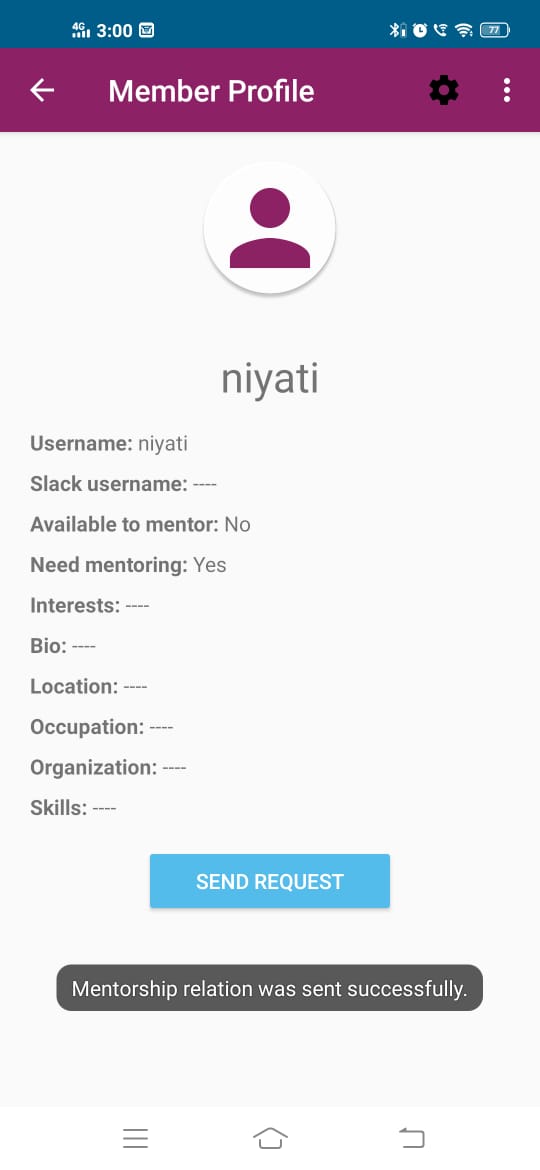 4G 3:00 77
Member Profile
niyati
Username: niyati
Slack username: ----
Available to mentor: No
Need mentoring: Yes
Interests: ----
Bio: ----
Location: ----
Occupation: ----
Organization: ----
Skills: ----
SEND REQUEST
Mentorship relation was sent successfully.